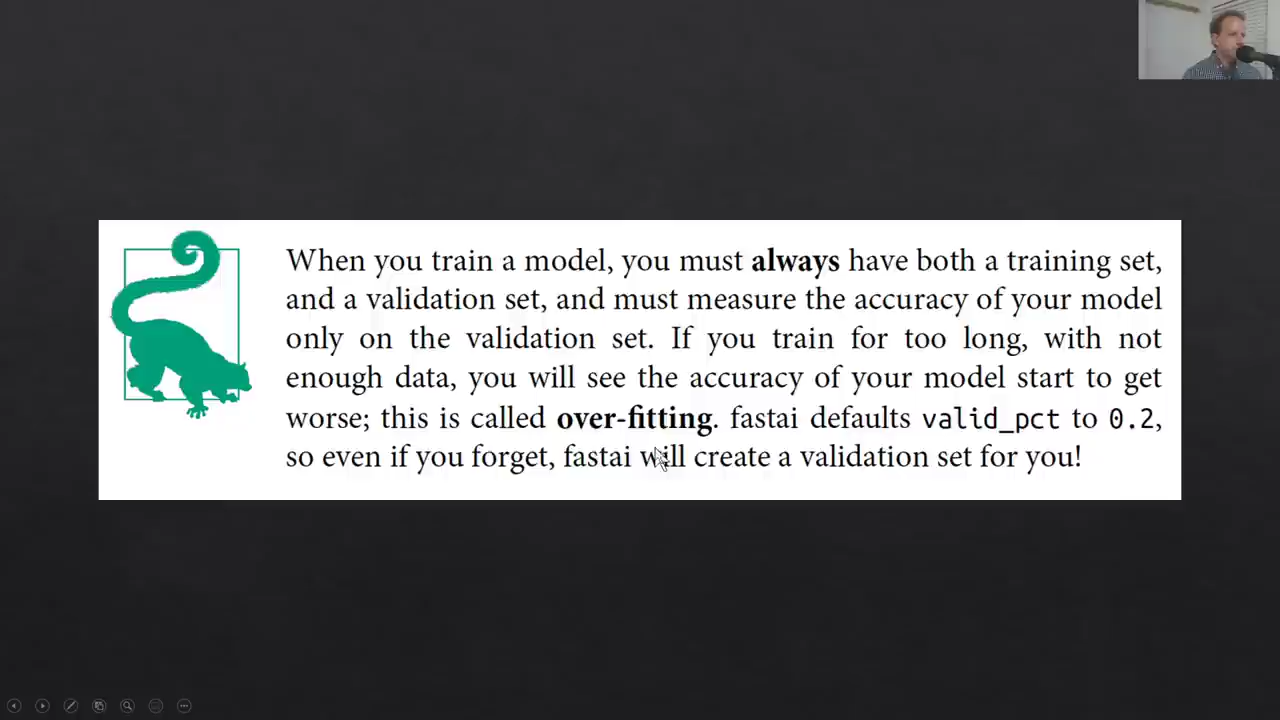 When you train a model, you must always have both a training set,
and a validation set, and must measure the accuracy of your model
only on the validation set. If you train for too long, with not
enough data, you will see the accuracy of your model start to get
worse; this is called over-fitting. fastai defaults valid_pct to 0.2,
so even if you forget, fastai will create a validation set for you!